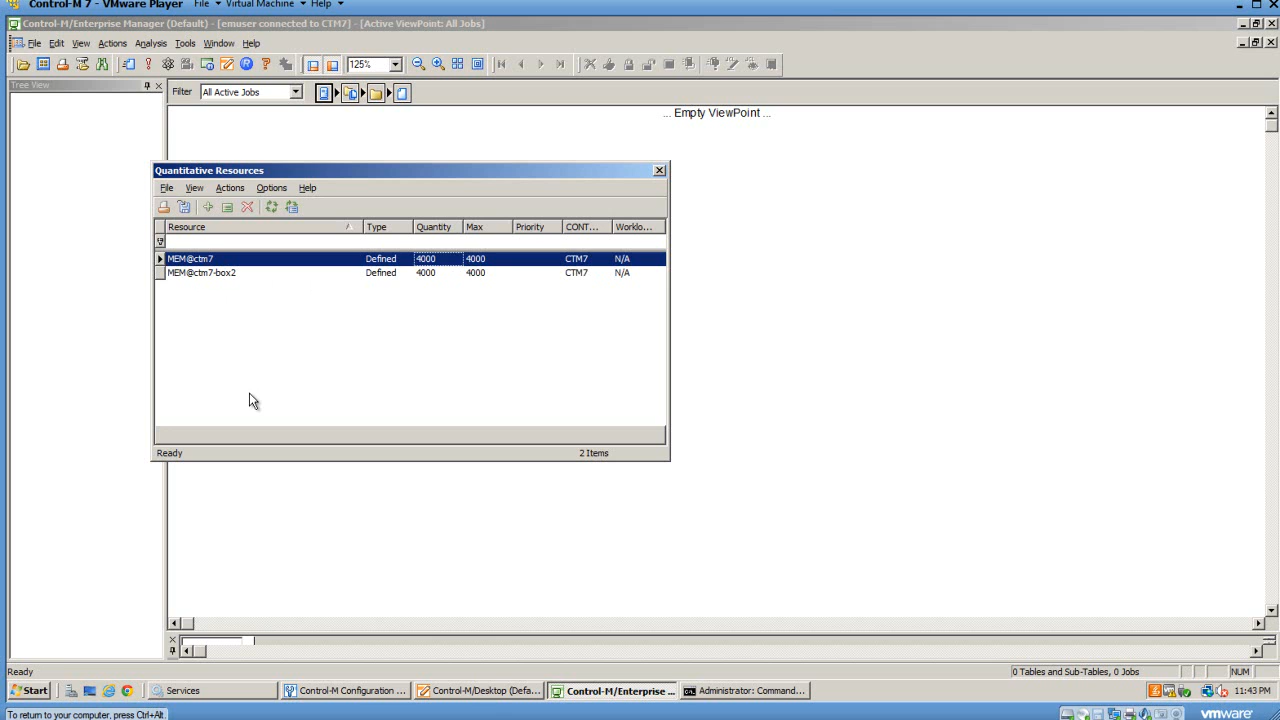 Control-M 7 - VMware Player File Virtual Machine Help
Control-M/Enterprise Manager (Default) - [emuser connected to CTM7] - [Active ViewPoint: All Jobs]
File Edit View Actions Analysis Tools Window Help
125%
Tree View
Filter All Active Jobs
... Empty ViewPoint ...
Quantitative Resources
File View Actions Options Help
Resource Type Quantity Max Priority CONT... Worklo...
MEM@ctm7 Defined 4000 4000 CTM7 N/A
MEM@ctm7-box2 Defined 4000 4000 CTM7 N/A
Ready 2 Items
Ready 0 Tables and Sub-Tables, 0 Jobs NUM
Start Services Control-M Configuration ... Control-M/Desktop (Defa... Control-M/Enterprise ... Administrator: Command... 11:43 PM
To return to your computer, press Ctrl+Alt. vmware